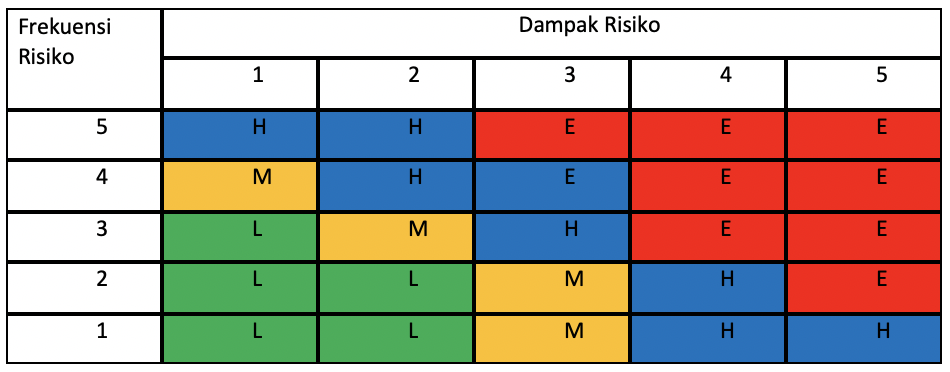 Frekuensi
Risiko
Dampak Risiko
1 2 3 4 5
5 H H E E E
4 M H E E E
3 L M H E E
2 L L M H E
1 L L M H H